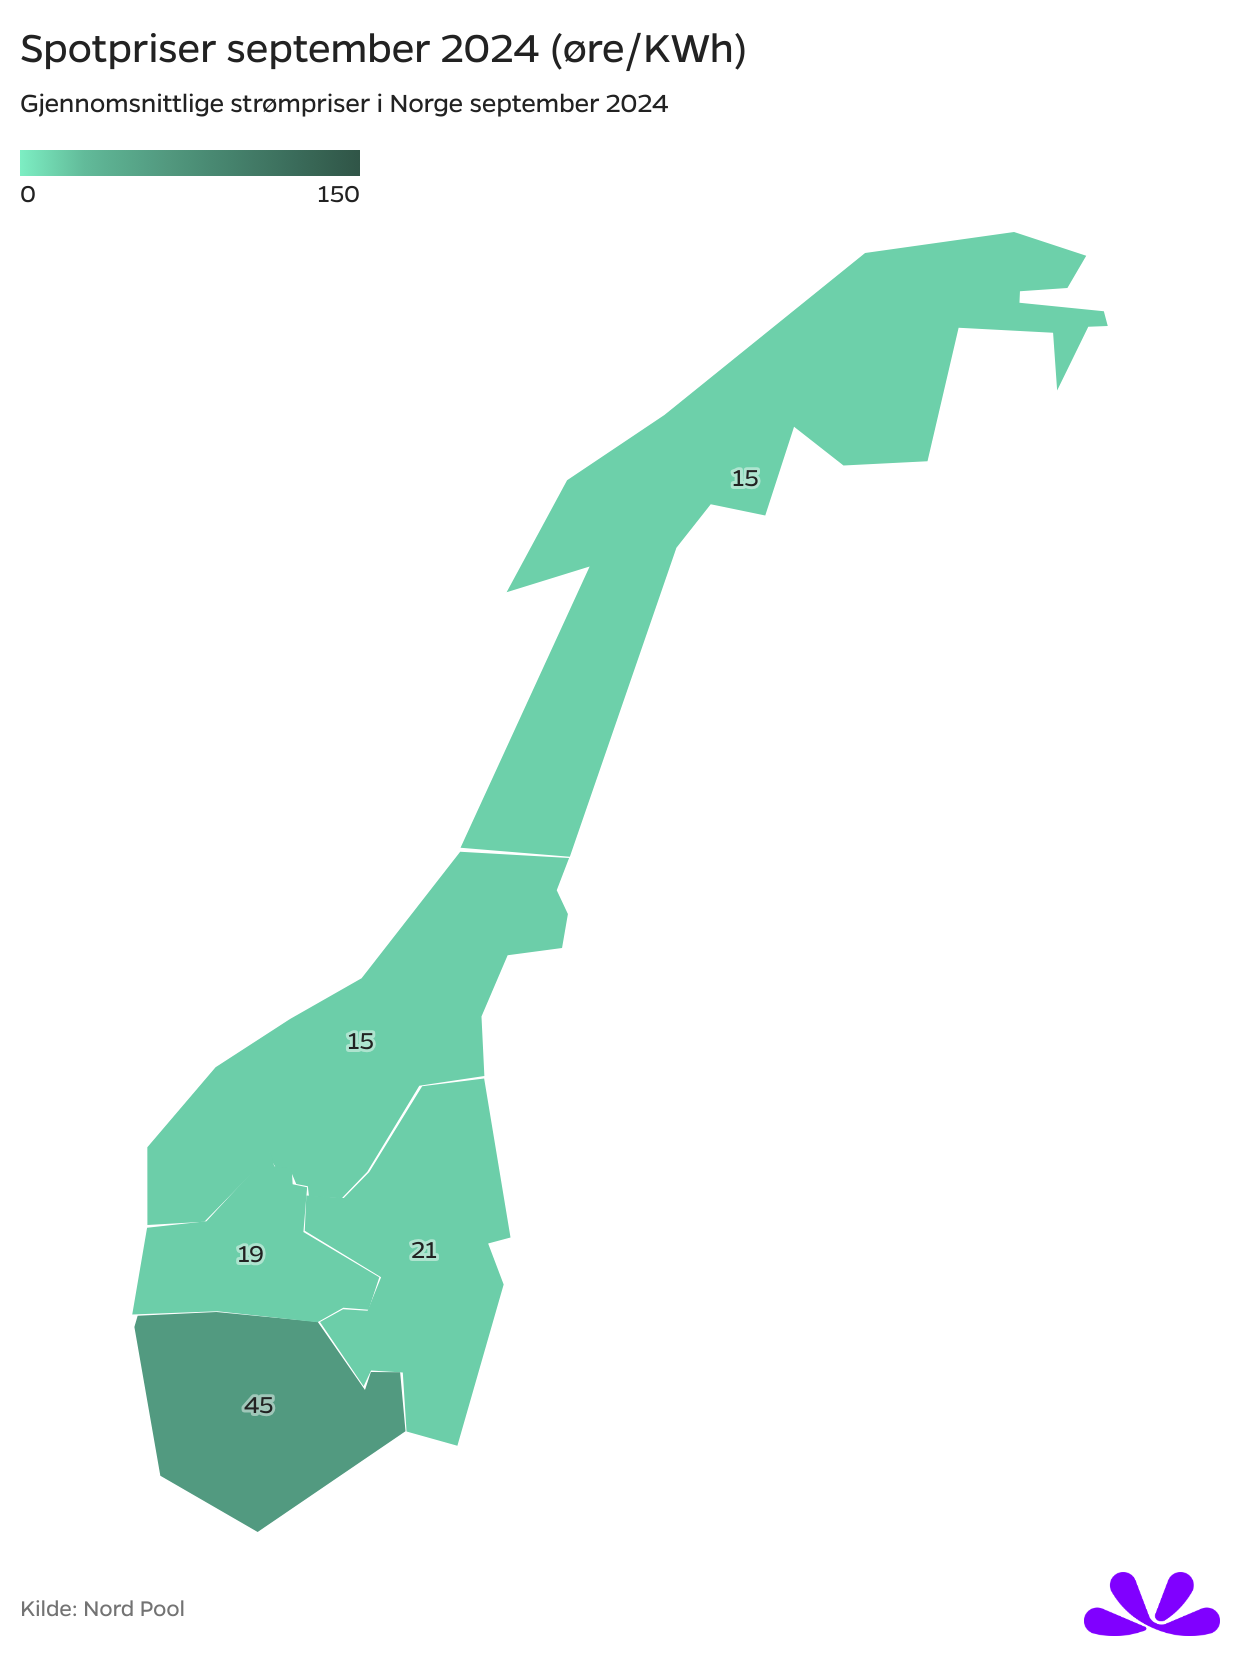 Spotpriser september 2024 (øre/KWh)
Gjennomsnittlige strømpriser i Norge september 2024
0 150
15
15
19 21
45
Kilde: Nord Pool